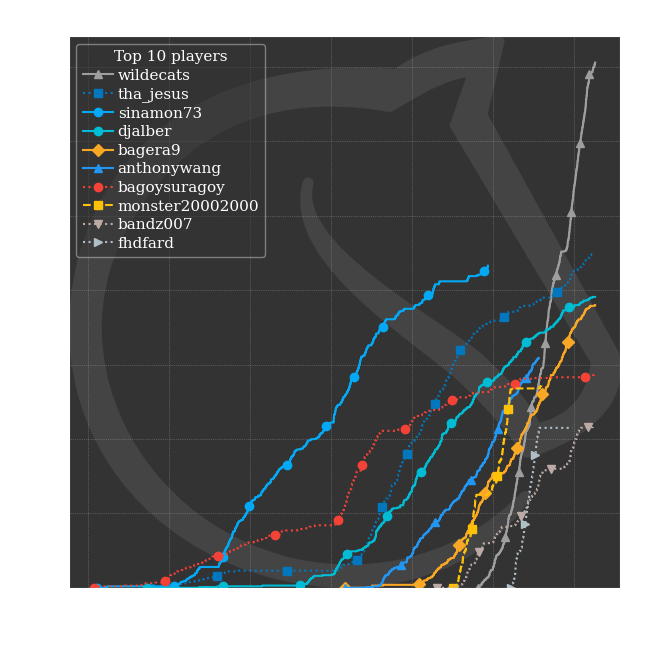 Top 10 players
wildecats
tha_jesus
sinamon73
djalber
bagera9
anthonywang
bagoysuragoy
monster20002000
bandz007
fhdfard